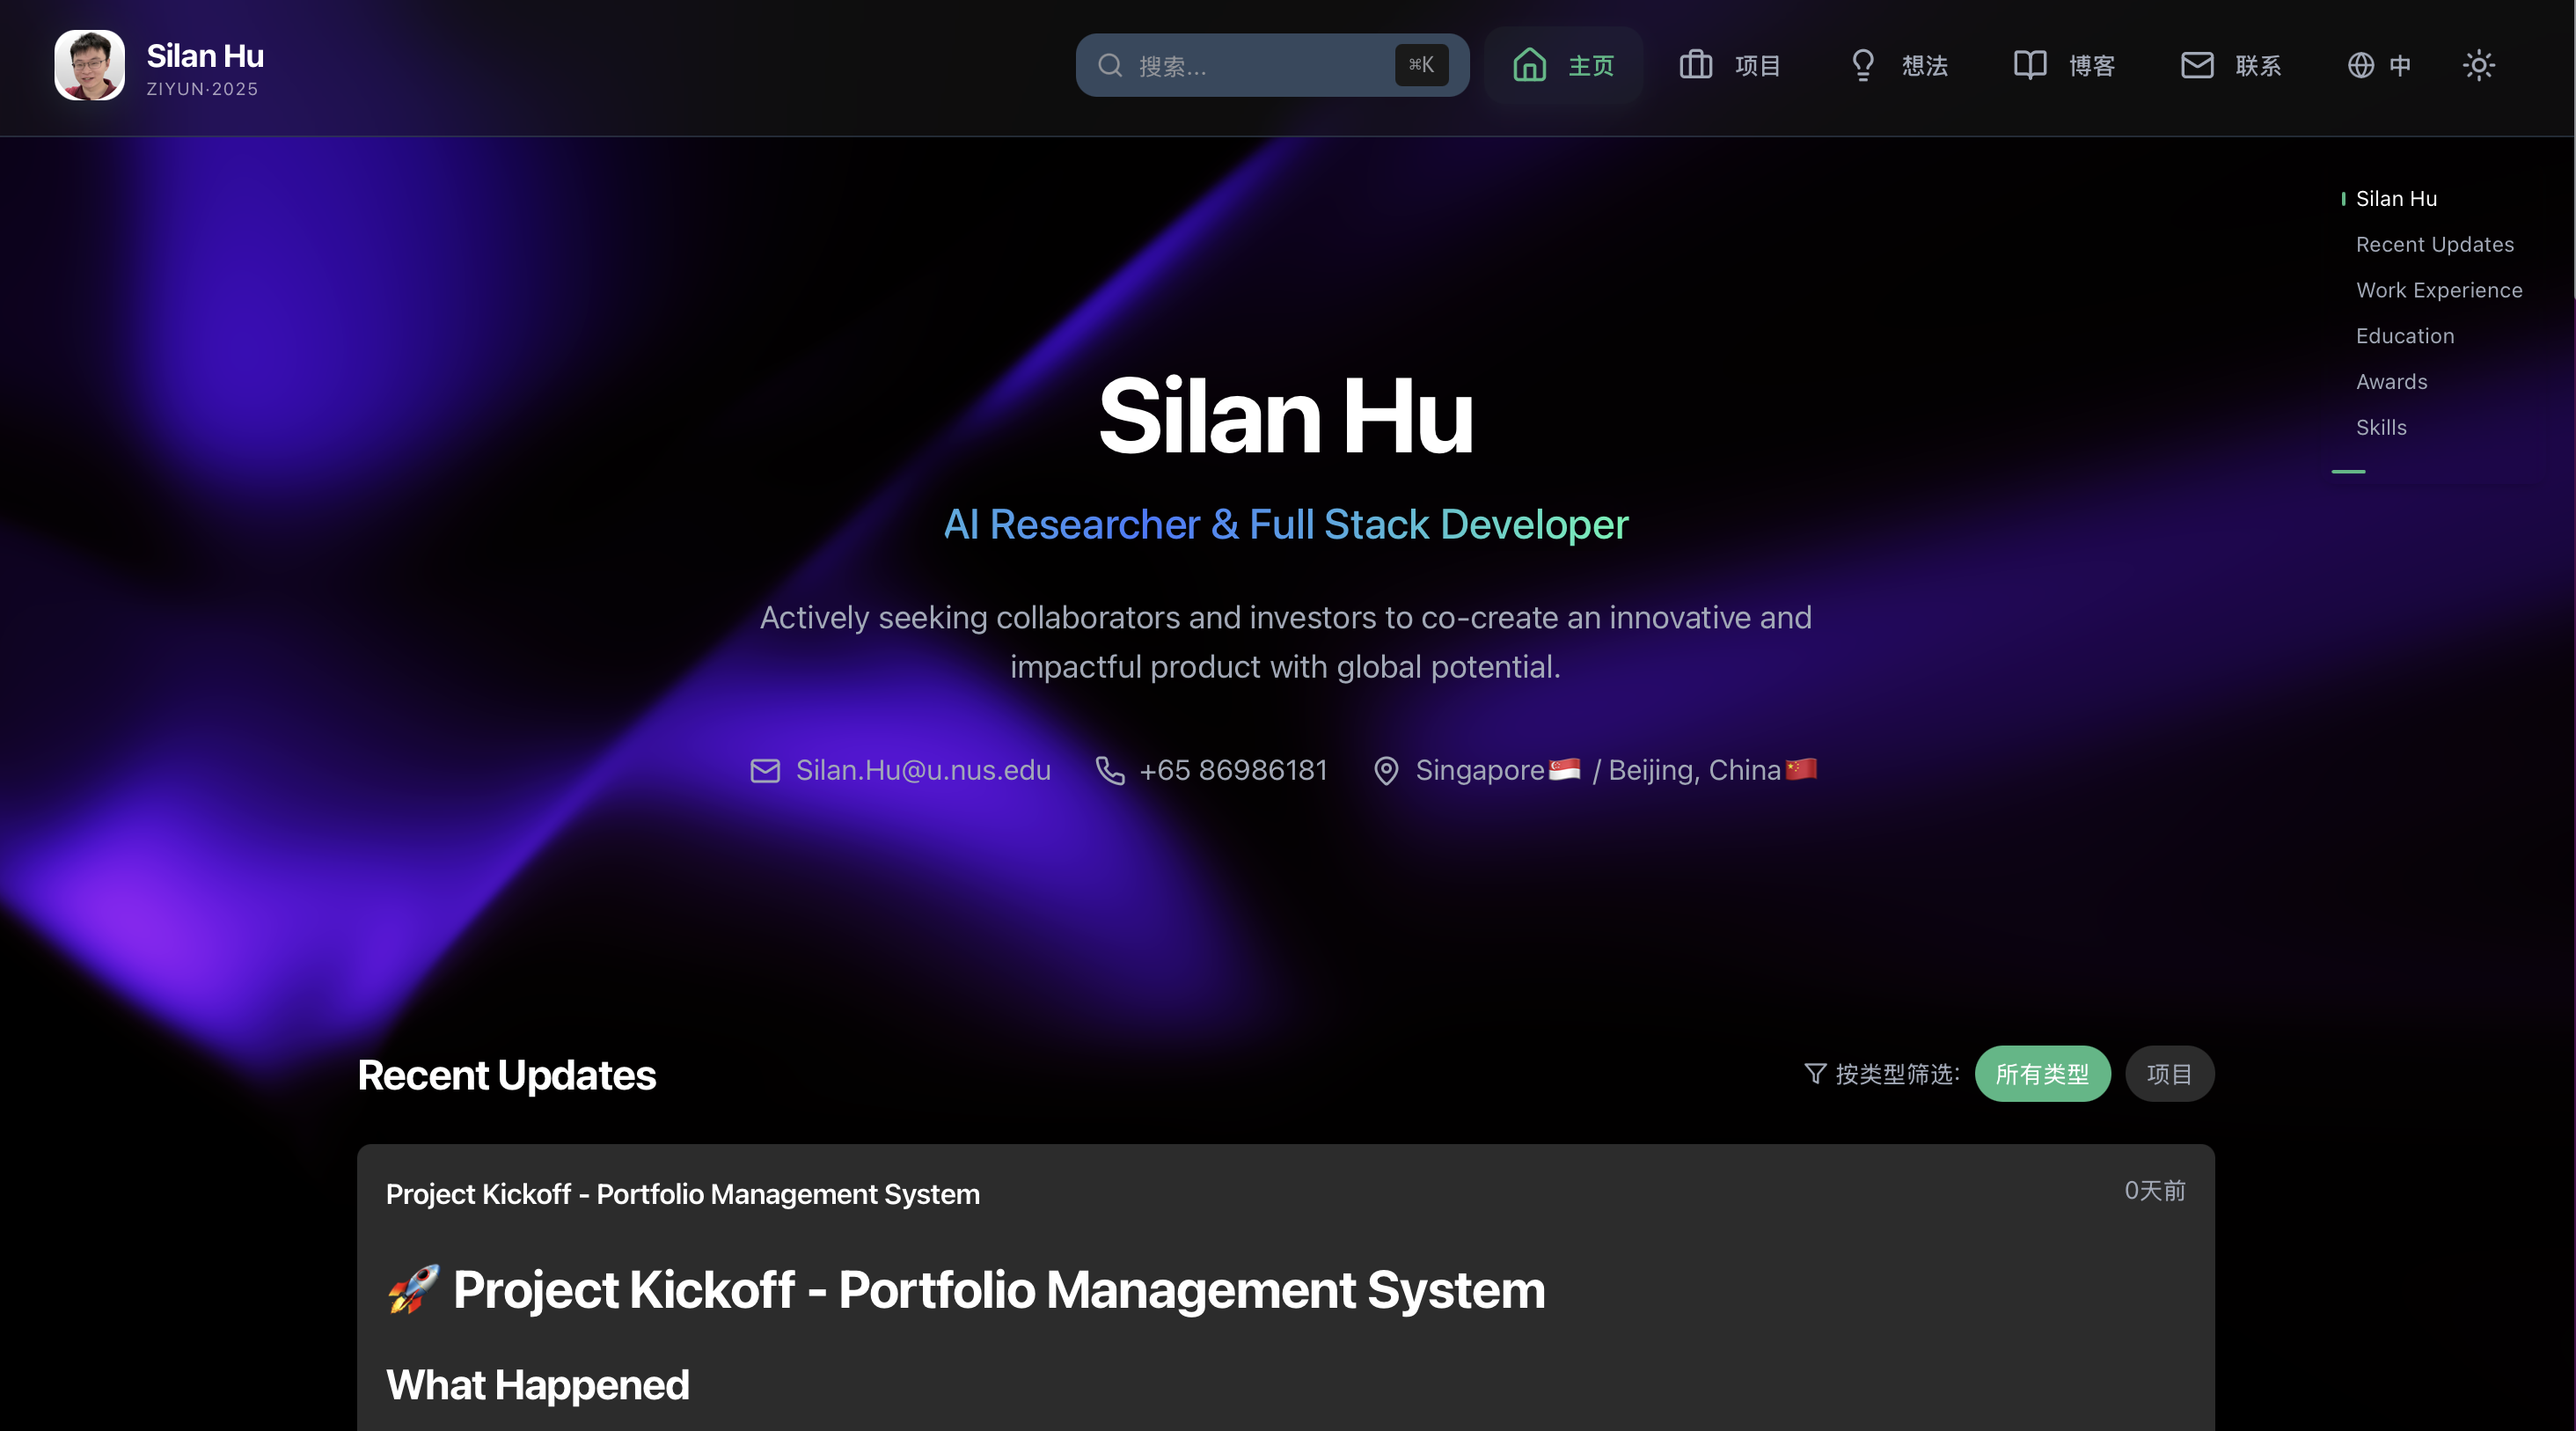 Silan Hu
ZIYUN·2025
搜索...
⌘K
主页
项目
想法
博客
联系
中
Silan Hu
Recent Updates
Work Experience
Education
Awards
Skills
Silan Hu
AI Researcher & Full Stack Developer
Actively seeking collaborators and investors to co-create an innovative and
impactful product with global potential.
Silan.Hu@u.nus.edu
+65 86986181
Singapore🇸🇬 / Beijing, China🇨🇳
Recent Updates
按类型筛选:
所有类型
项目
Project Kickoff - Portfolio Management System
0天前
🚀 Project Kickoff - Portfolio Management System
What Happened